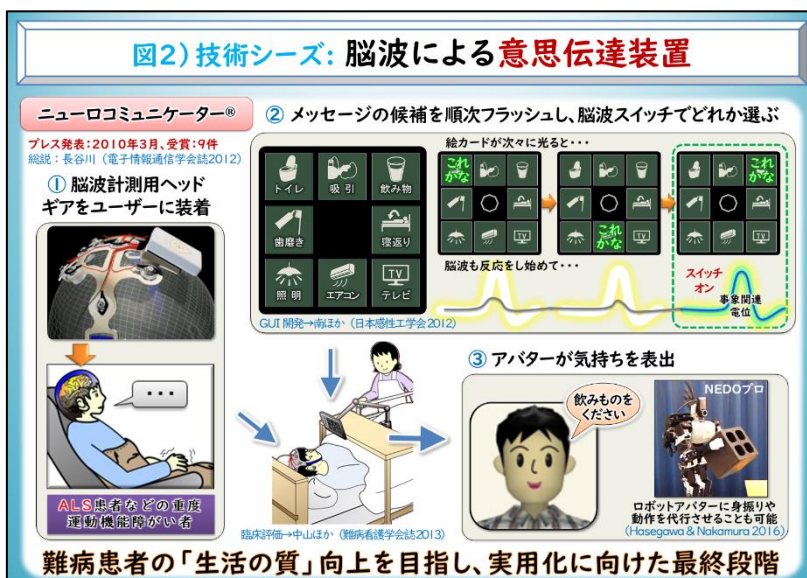 図2）技術シーズ: 脳波による意思伝達装置
ニューロコミュニケーター®
プレス発表：2010年3月、受賞：9件
総説：長谷川（電子情報通信学会誌2012）
① 脳波計測用ヘッド
ギアをユーザーに装着
・・・
ALS患者などの重度
運動機能障がい者
② メッセージの候補を順次フラッシュし、脳波スイッチでどれか選ぶ
トイレ
吸引
飲み物
歯磨き
寝返り
照明
エアコン
TV
テレビ
GUI開発→南ほか（日本感性工学会2012）
絵カードが次々に光ると・・・
これ
かな
TV
・・・
これ
かな
TV
これ
かな
TV
脳波も反応をし始めて・・・
スイッチ
オン
事象関連
電位
臨床評価→中山ほか（難病看護学会誌2013）
③ アバターが気持ちを表出
飲みものを
ください
NEDOプロ
ロボットアバターに身振りや
動作を代行させることも可能
(Hasegawa & Nakamura 2016)
難病患者の「生活の質」向上を目指し、実用化に向けた最終段階